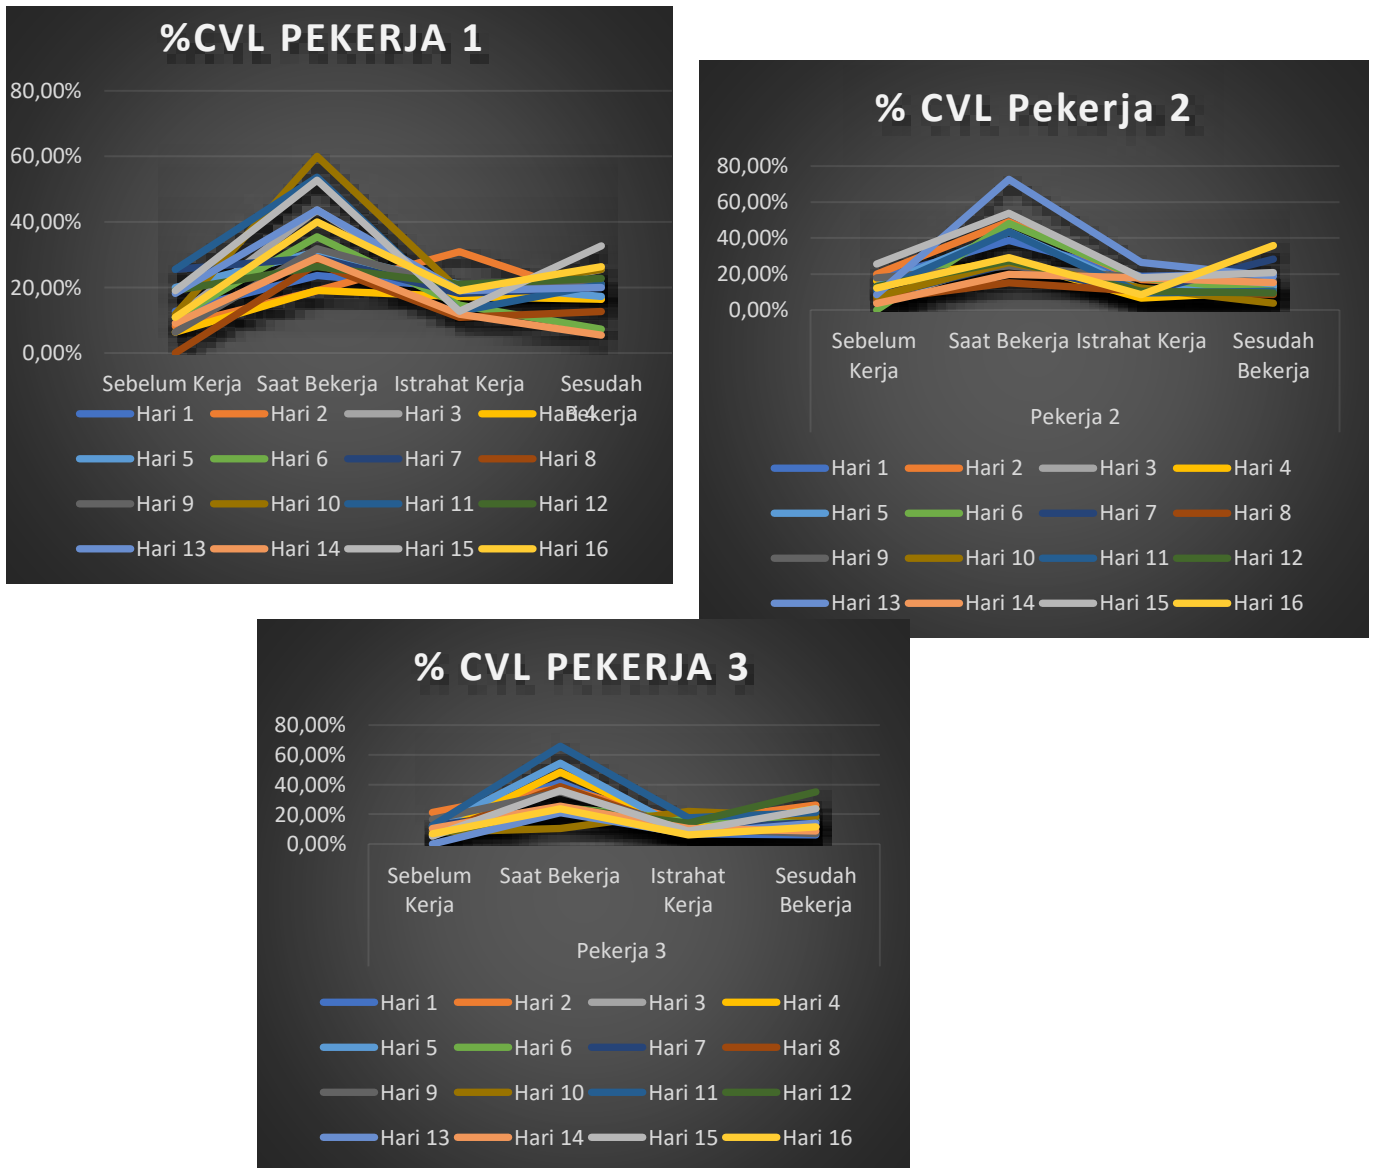 %CVL PEKERJA 1
80,00%
60,00%
40,00%
20,00%
0,00%
Sebelum Kerja Saat Bekerja Istrahat Kerja Sesudah Bekerja
Hari 1 Hari 2 Hari 3 Hari 4
Hari 5 Hari 6 Hari 7 Hari 8
Hari 9 Hari 10 Hari 11 Hari 12
Hari 13 Hari 14 Hari 15 Hari 16
% CVL Pekerja 2
80,00%
60,00%
40,00%
20,00%
0,00%
Sebelum Kerja Saat Bekerja Istrahat Kerja Sesudah Bekerja
Pekerja 2
Hari 1 Hari 2 Hari 3 Hari 4
Hari 5 Hari 6 Hari 7 Hari 8
Hari 9 Hari 10 Hari 11 Hari 12
Hari 13 Hari 14 Hari 15 Hari 16
% CVL PEKERJA 3
80,00%
60,00%
40,00%
20,00%
0,00%
Sebelum Kerja Saat Bekerja Istrahat Kerja Sesudah Bekerja
Pekerja 3
Hari 1 Hari 2 Hari 3 Hari 4
Hari 5 Hari 6 Hari 7 Hari 8
Hari 9 Hari 10 Hari 11 Hari 12
Hari 13 Hari 14 Hari 15 Hari 16